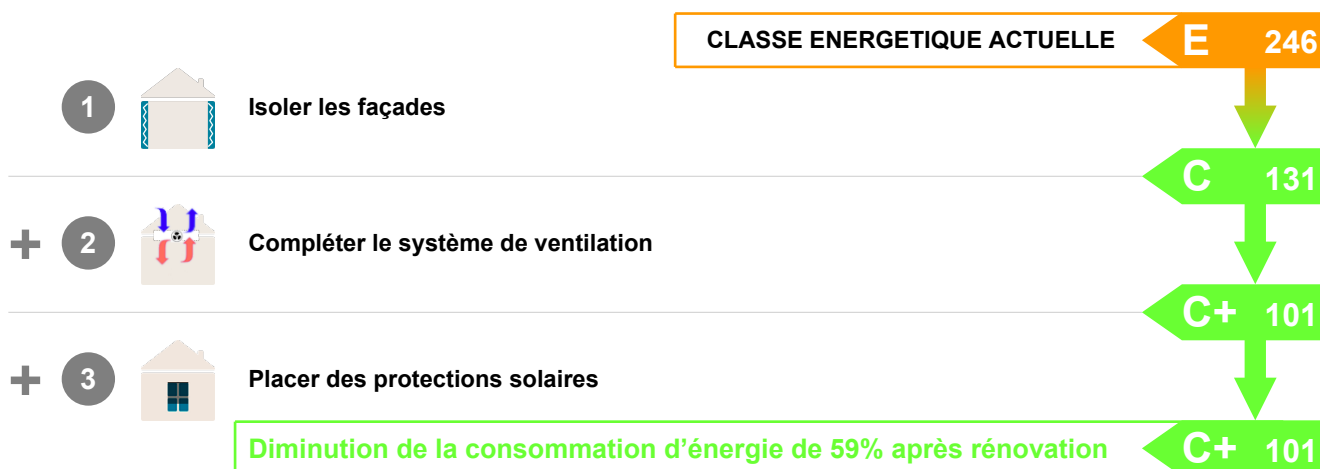 CLASSE ENERGETIQUE ACTUELLE E 246
1 Isoler les façades
C 131
+ 2 Compléter le système de ventilation
C+ 101
+ 3 Placer des protections solaires
Diminution de la consommation d’énergie de 59% après rénovation C+ 101